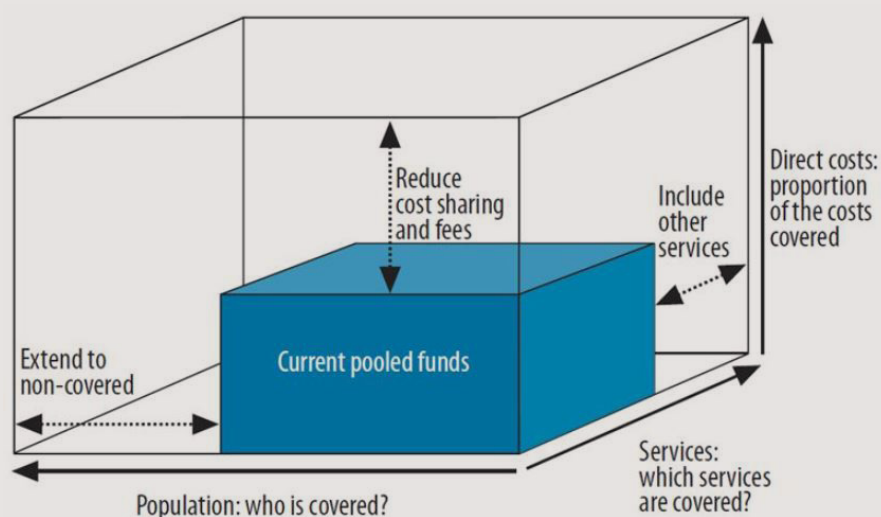 Reduce
cost sharing
and fees
Include
other
services
Direct costs:
proportion
of the costs
covered
Extend to
non-covered
Current pooled funds
Services:
which services
are covered?
Population: who is covered?